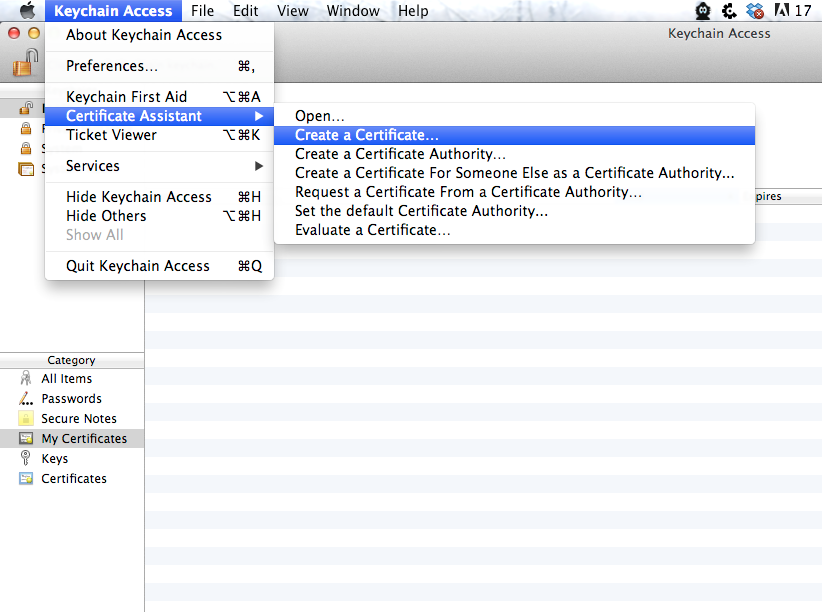 Keychain Access File Edit View Window Help 17
Keychain Access
About Keychain Access
Preferences... ⌘,
Keychain First Aid ⌥⌘A
Certificate Assistant ▶
Ticket Viewer ⌥⌘K
Services ▶
Hide Keychain Access ⌘H
Hide Others ⌥⌘H
Show All
Quit Keychain Access ⌘Q
Open...
Create a Certificate...
Create a Certificate Authority...
Create a Certificate For Someone Else as a Certificate Authority...
Request a Certificate From a Certificate Authority...
Set the default Certificate Authority...
Evaluate a Certificate...
pires
Category
All Items
Passwords
Secure Notes
My Certificates
Keys
Certificates